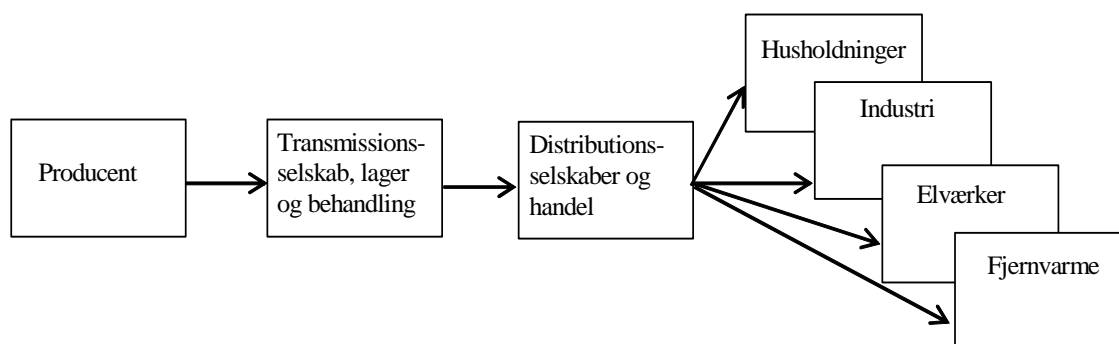 Producent
Transmissions-
selskab, lager
og behandling
Distributions-
selskaber og
handel
Husholdninger
Industri
Elværker
Fjernvarme